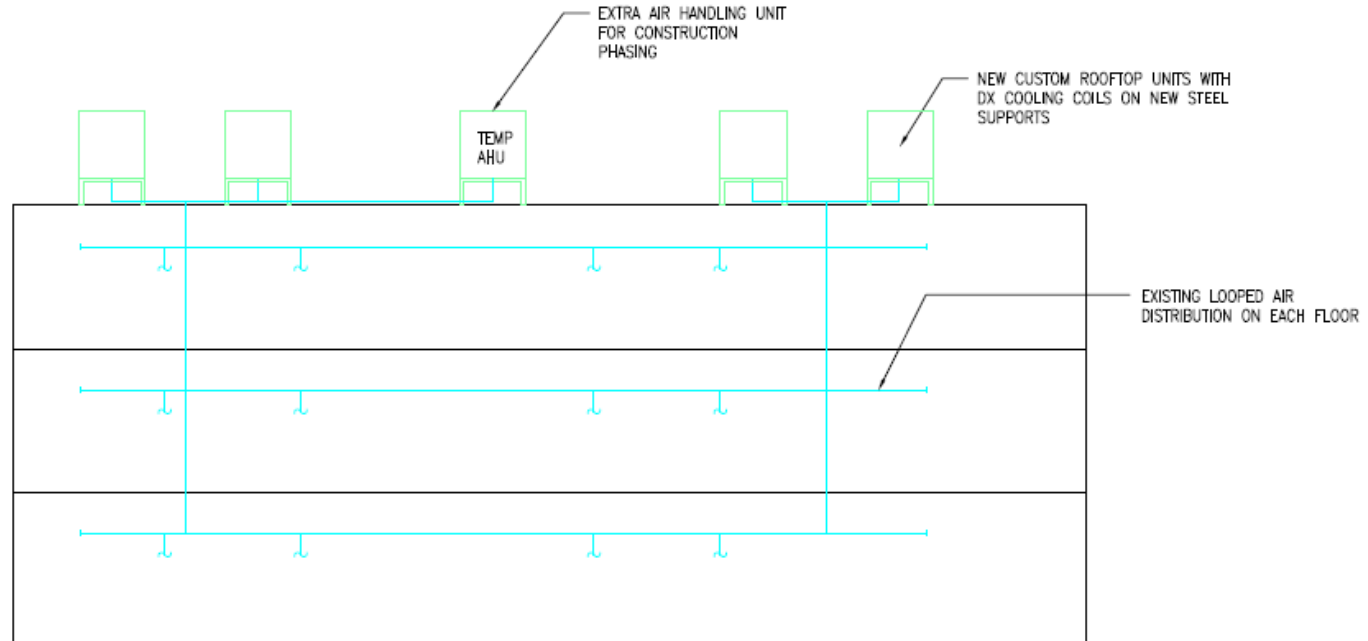 EXTRA AIR HANDLING UNIT
FOR CONSTRUCTION
PHASING
NEW CUSTOM ROOFTOP UNITS WITH
DX COOLING COILS ON NEW STEEL
SUPPORTS
TEMP
AHU
EXISTING LOOPED AIR
DISTRIBUTION ON EACH FLOOR